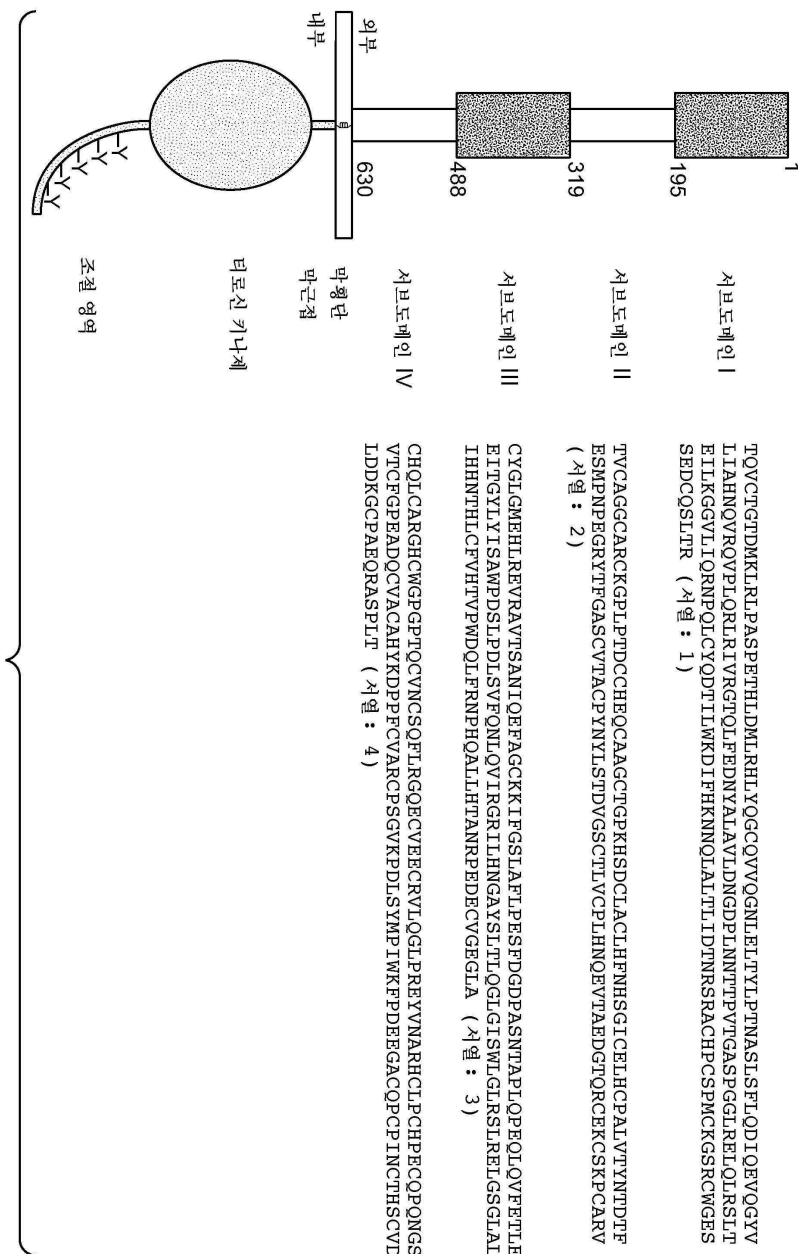 1
서브도메인 I
TQVCTGTDMKLRLPASPETHLDMLRHLYQGCQVVQGNLELTYLPTNASLSFLQDIQEVQGYV
LIAHNQVRQVPLQRLRIVRGTQLFEDNYALAVLDNGDPLNNTTPVTGASPGGLRELQLRSLT
EILKGGVLIQRNPQLCYQDTILWKDIFHKNNQLALTLIDTNRSRACHPCSPMCKGSRCWGES
SEDCQSLTR (서열 : 1)
195
서브도메인 II
TVCAGGCARCKGPLPTDCCHEQCAAGCTGPKHSDCLACLHFNHSGICELHCPALVTYNTDTF
ESMPNPEGRYTFGASCVTACPYNYLSTDVGSCTLVCPLHNQEVTAEDGTQRCEKCSKPCARV
(서열 : 2)
319
서브도메인 III
CYGLGMEHLREVRAVTSANIQEFAGCKKIFGSLAFLPESFDGDPASNTAPLQPEQLQVFETLE
EITGYLYISAWPDSLPDLSVFQNLQVIRGRILHNGAYSLTLQGLGISWLGLRSLRELGSGLAL
IHHNTHLCFVHTVPWDQLFRNPHQALLHTANRPEDECVGEGLA (서열 : 3)
488
서브도메인 IV
CHQLCARGHCWGPGPTQCVNCSQFLRGQECVEECRVLQGLPREYVNARHCLPCHPECQPQNGS
VTCFGPEADQCVACAHYKDPPFCVARCPSGVKPDLSYMPIWKFPDEEGACQPCPINCTHSCVD
LDDKGCPAEQRASPLT (서열 : 4)
630
외부
내부
막횡단
막근접
티로신 키나제
조절 영역
Y
Y
Y
Y
Y